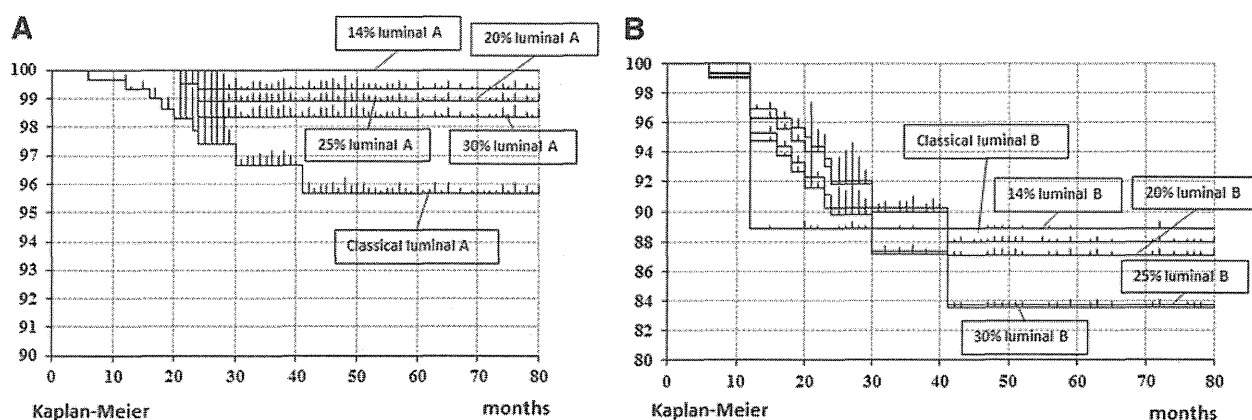 A
14% luminal A
20% luminal A
100
99
98
97
96
95
94
93
92
91
90
25% luminal A
30% luminal A
Classical luminal A
0 10 20 30 40 50 60 70 80
Kaplan-Meier months
B
100
98
96
94
92
90
88
86
84
82
80
Classical luminal B
14% luminal B
20% luminal B
25% luminal B
30% luminal B
0 10 20 30 40 50 60 70 80
Kaplan-Meier months